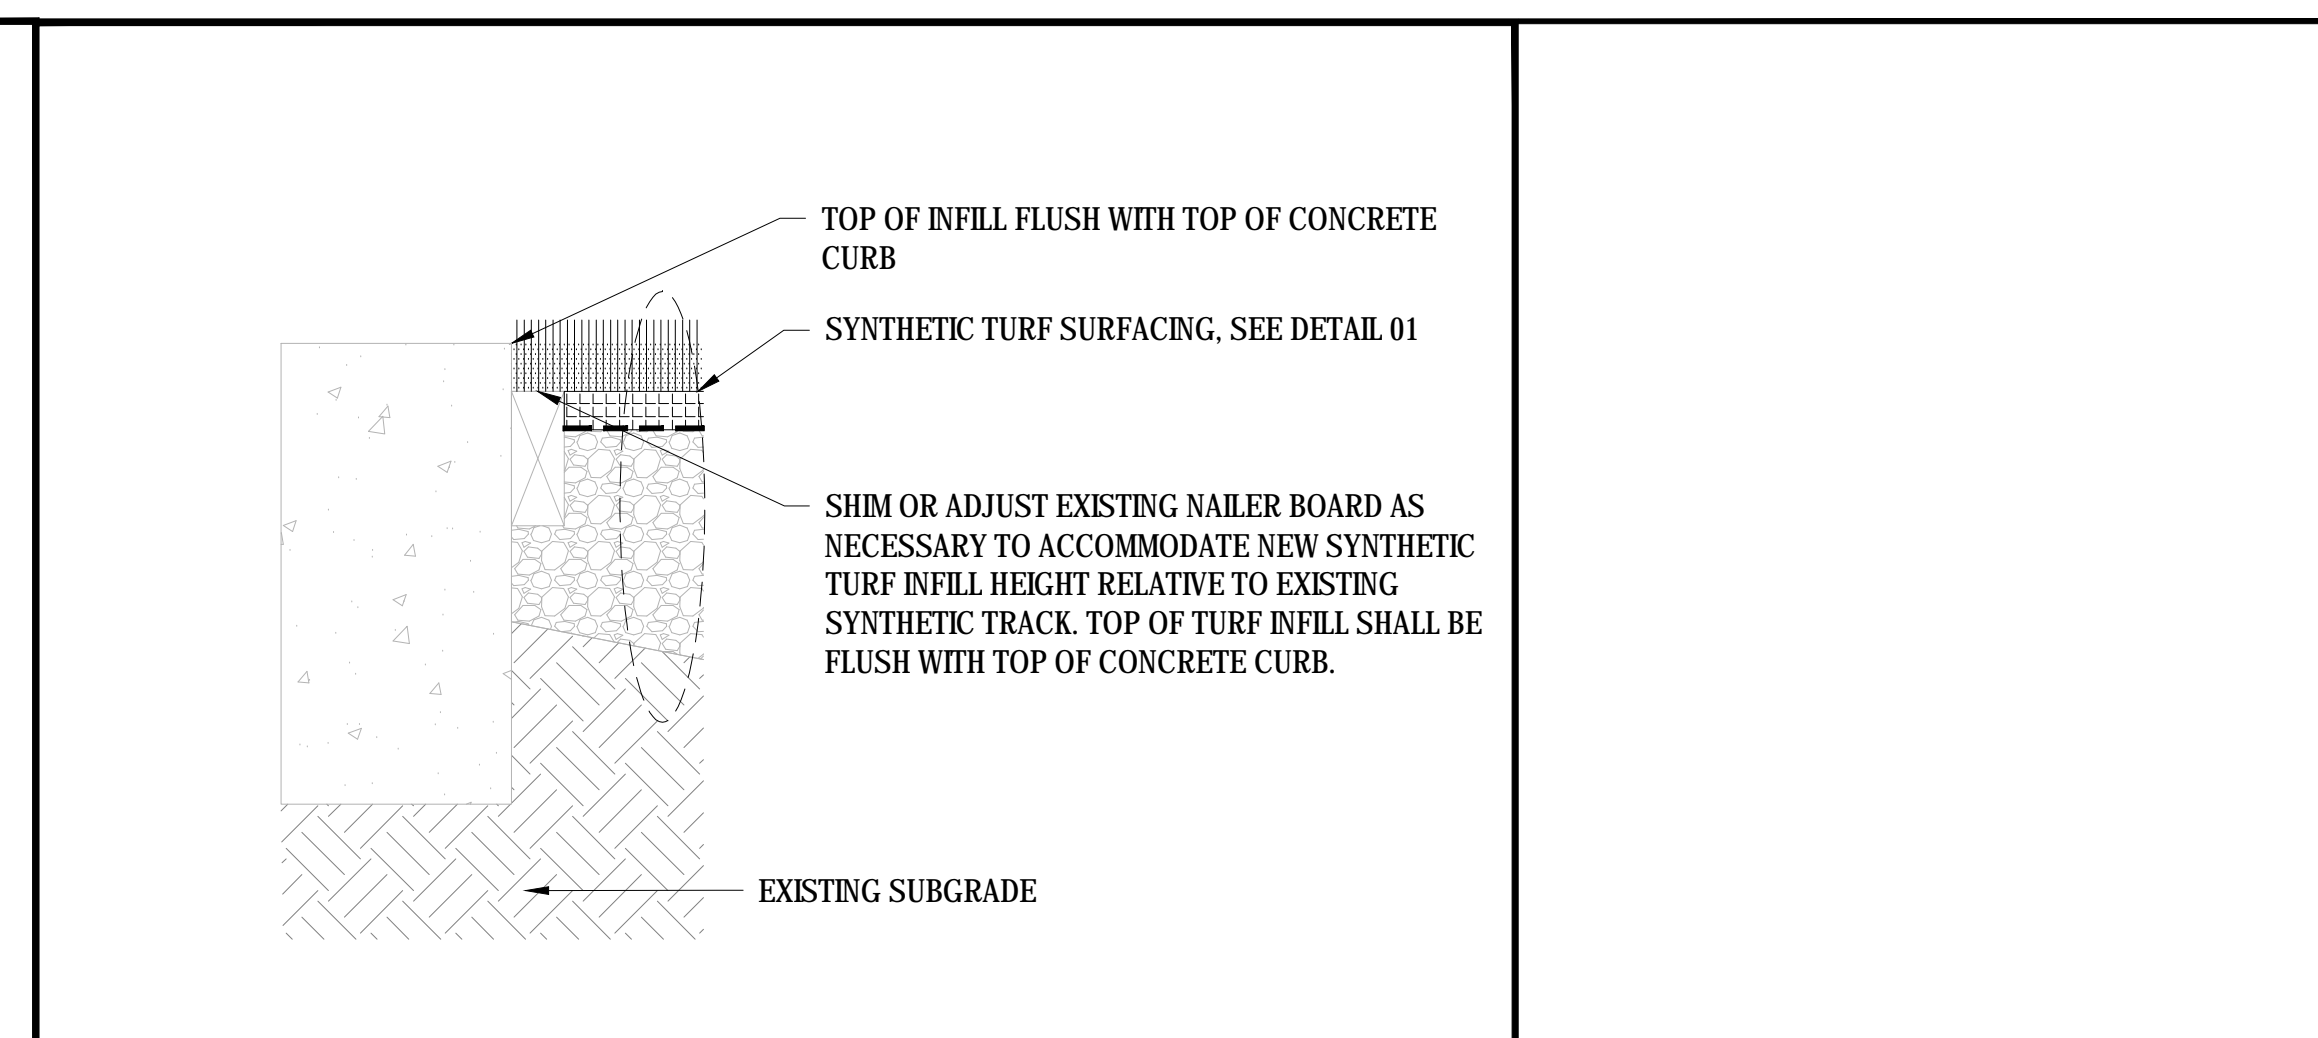 TOP OF INFILL FLUSH WITH TOP OF CONCRETE
CURB
SYNTHETIC TURF SURFACING, SEE DETAIL 01
SHIM OR ADJUST EXISTING NAILER BOARD AS
NECESSARY TO ACCOMMODATE NEW SYNTHETIC
TURF INFILL HEIGHT RELATIVE TO EXISTING
SYNTHETIC TRACK. TOP OF TURF INFILL SHALL BE
FLUSH WITH TOP OF CONCRETE CURB.
EXISTING SUBGRADE